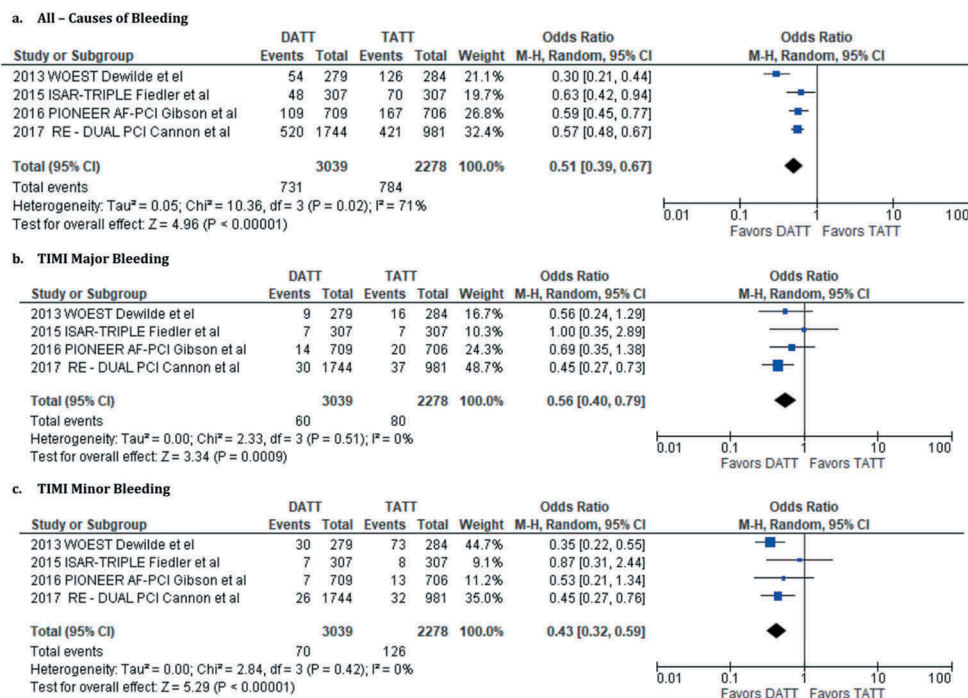 a. All – Causes of Bleeding
DATT TATT Odds Ratio Odds Ratio
Study or Subgroup Events Total Events Total Weight M-H, Random, 95% CI M-H, Random, 95% CI
2013 WOEST Dewilde et el 54 279 126 284 21.1% 0.30 [0.21, 0.44]
2015 ISAR-TRIPLE Fiedler et al 48 307 70 307 19.7% 0.63 [0.42, 0.94]
2016 PIONEER AF-PCI Gibson et al 109 709 167 706 26.8% 0.59 [0.45, 0.77]
2017 RE - DUAL PCI Cannon et al 520 1744 421 981 32.4% 0.57 [0.48, 0.67]
Total (95% CI) 3039 2278 100.0% 0.51 [0.39, 0.67]
Total events 731 784
Heterogeneity: Tau² = 0.05; Chi² = 10.36, df = 3 (P = 0.02); I² = 71%
Test for overall effect: Z = 4.96 (P < 0.00001)
0.01 0.1 1 10 100
Favors DATT Favors TATT
b. TIMI Major Bleeding
DATT TATT Odds Ratio Odds Ratio
Study or Subgroup Events Total Events Total Weight M-H, Random, 95% CI M-H, Random, 95% CI
2013 WOEST Dewilde et el 9 279 16 284 16.7% 0.56 [0.24, 1.29]
2015 ISAR-TRIPLE Fiedler et al 7 307 7 307 10.3% 1.00 [0.35, 2.89]
2016 PIONEER AF-PCI Gibson et al 14 709 20 706 24.3% 0.69 [0.35, 1.38]
2017 RE - DUAL PCI Cannon et al 30 1744 37 981 48.7% 0.45 [0.27, 0.73]
Total (95% CI) 3039 2278 100.0% 0.56 [0.40, 0.79]
Total events 60 80
Heterogeneity: Tau² = 0.00; Chi² = 2.33, df = 3 (P = 0.51); I² = 0%
Test for overall effect: Z = 3.34 (P = 0.0009)
0.01 0.1 1 10 100
Favors DATT Favors TATT
c. TIMI Minor Bleeding
DATT TATT Odds Ratio Odds Ratio
Study or Subgroup Events Total Events Total Weight M-H, Random, 95% CI M-H, Random, 95% CI
2013 WOEST Dewilde et el 30 279 73 284 44.7% 0.35 [0.22, 0.55]
2015 ISAR-TRIPLE Fiedler et al 7 307 8 307 9.1% 0.87 [0.31, 2.44]
2016 PIONEER AF-PCI Gibson et al 7 709 13 706 11.2% 0.53 [0.21, 1.34]
2017 RE - DUAL PCI Cannon et al 26 1744 32 981 35.0% 0.45 [0.27, 0.76]
Total (95% CI) 3039 2278 100.0% 0.43 [0.32, 0.59]
Total events 70 126
Heterogeneity: Tau² = 0.00; Chi² = 2.84, df = 3 (P = 0.42); I² = 0%
Test for overall effect: Z = 5.29 (P < 0.00001)
0.01 0.1 1 10 100
Favors DATT Favors TATT